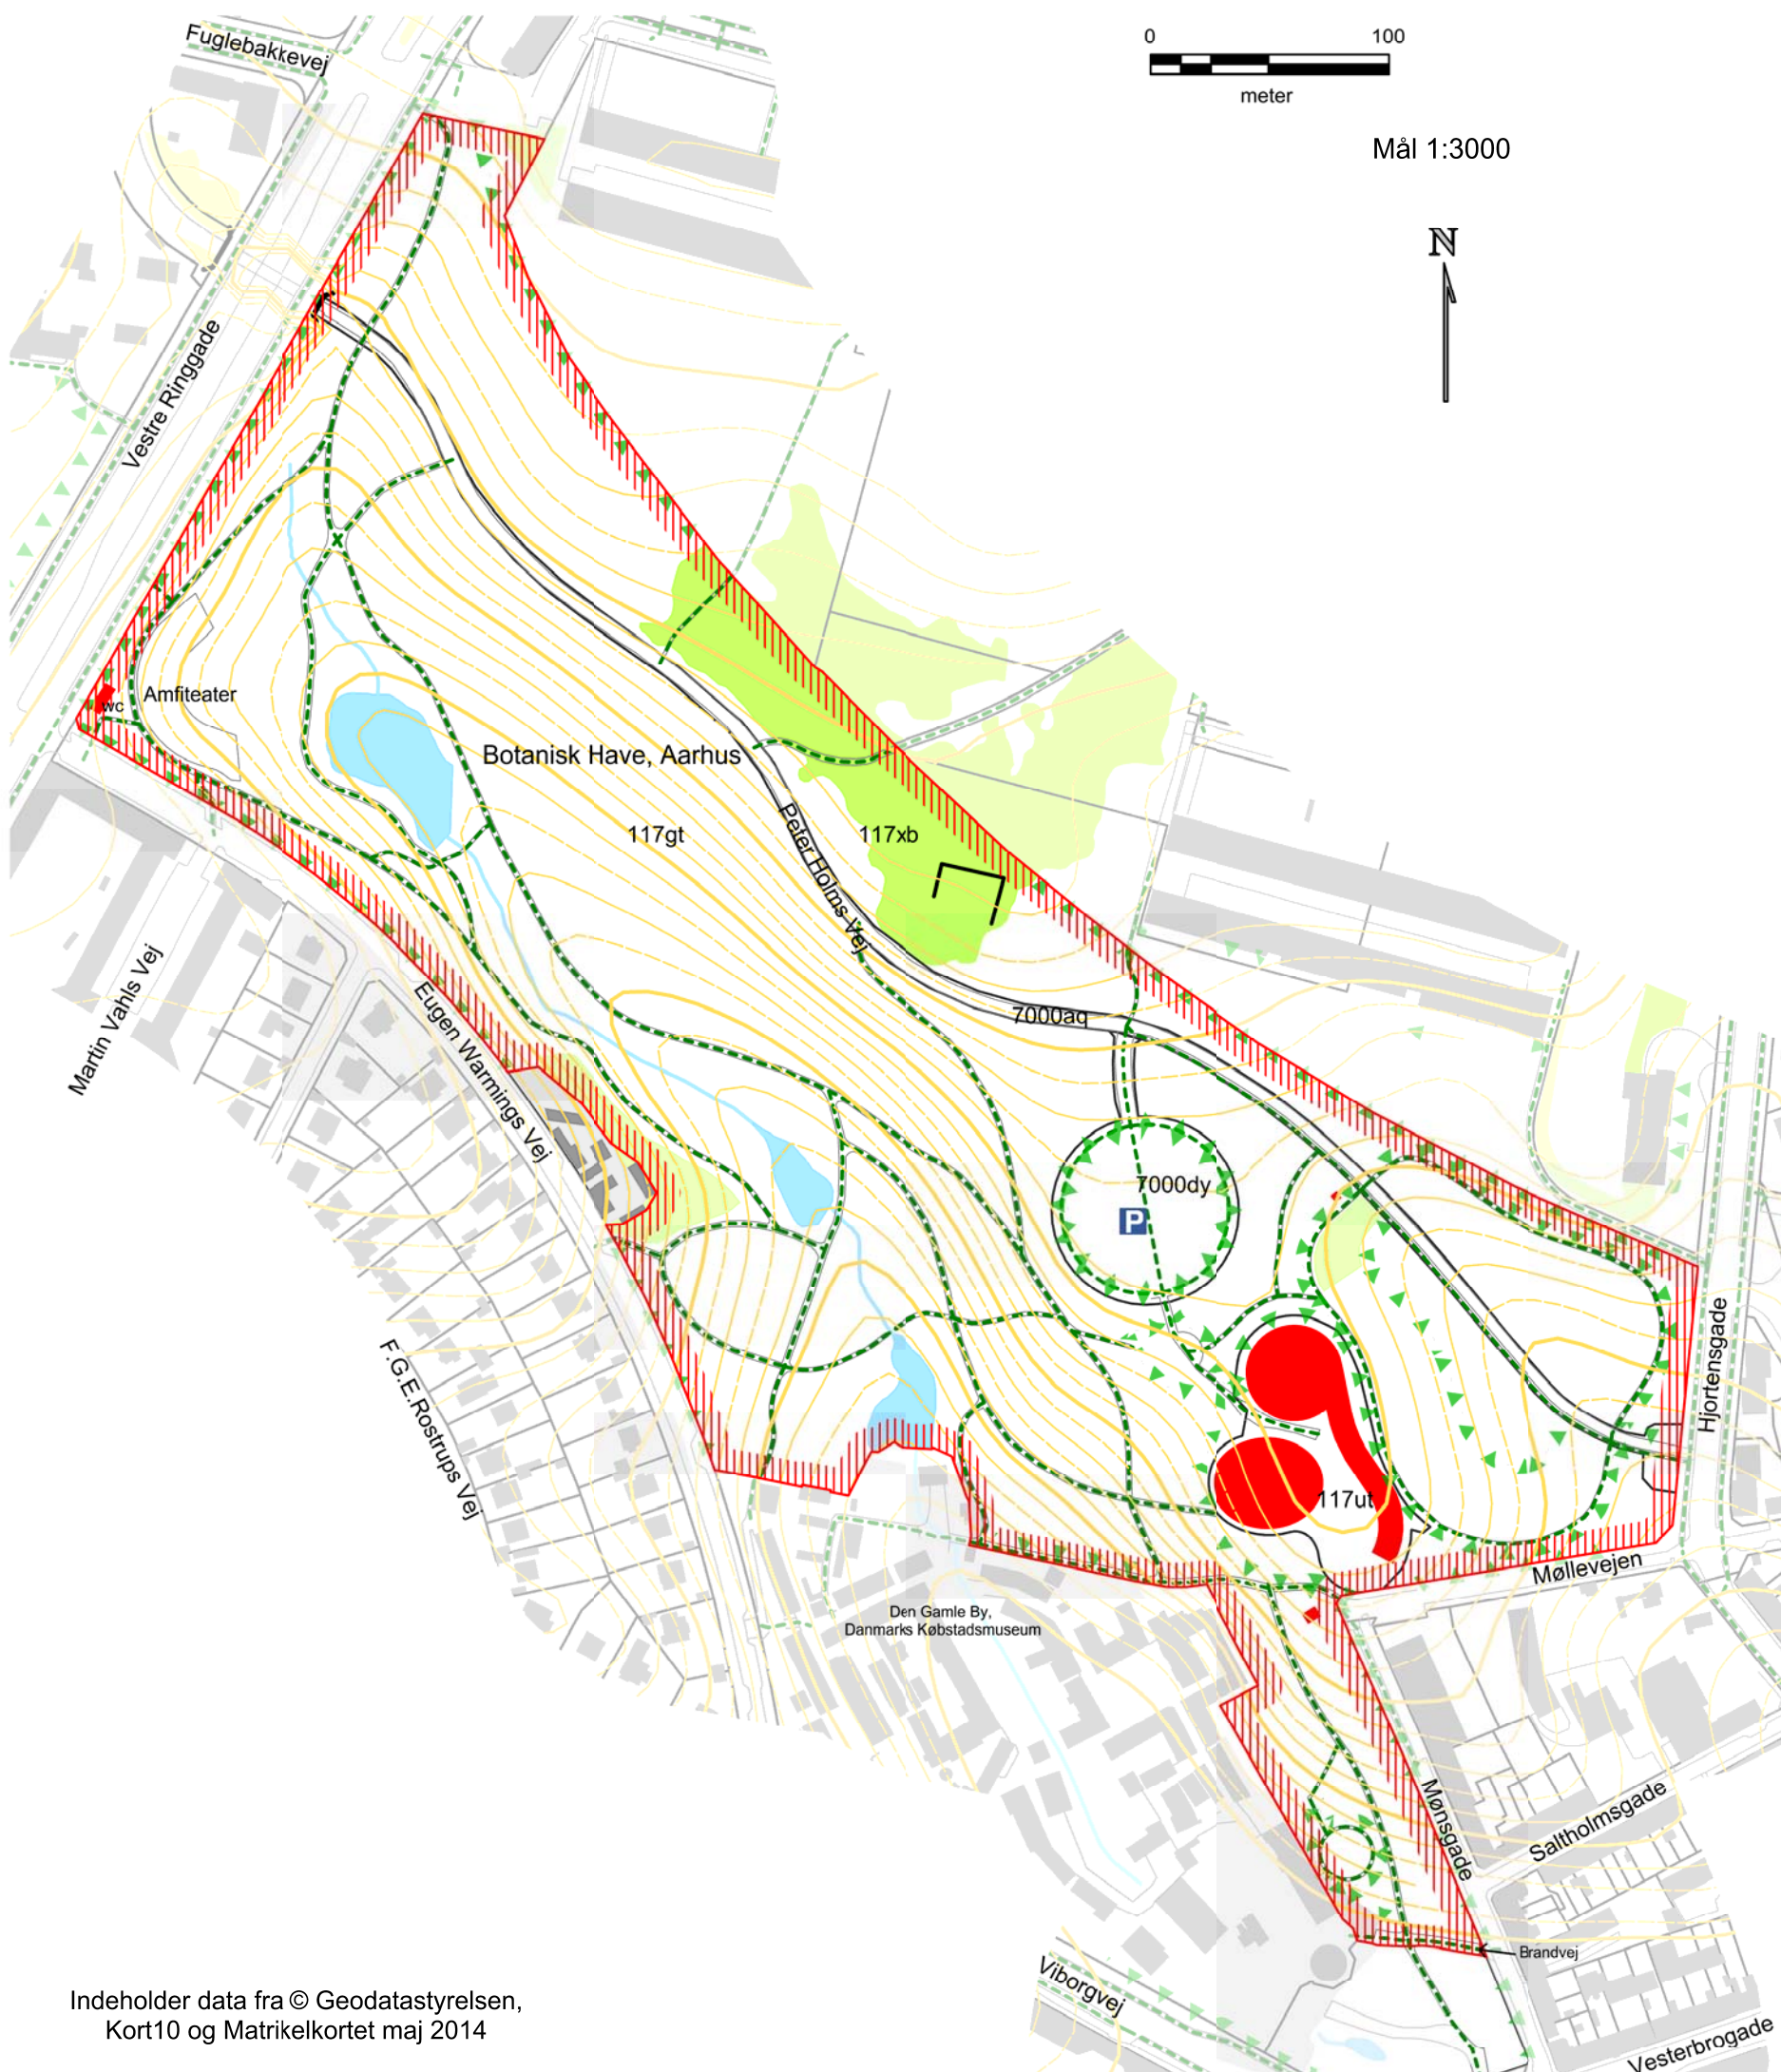 Fuglebakkevej
0 100
meter
Mål 1:3000
N
Vestre Ringgade
Amfiteater
wc
Botanisk Have, Aarhus
117gt
Peter Holms Vej
117xb
Martin Vahls Vej
Eugen Warmings Vej
7000aq
7000dy
P
F.G.E.Rostrups Vej
Hjortensgade
117ut
Møllevejen
Den Gamle By,
Danmarks Købstadsmuseum
Mønsgade
Saltholmsgade
Brandvej
Viborgvej
Vesterbrogade
Indeholder data fra © Geodatastyrelsen,
Kort10 og Matrikelkortet maj 2014